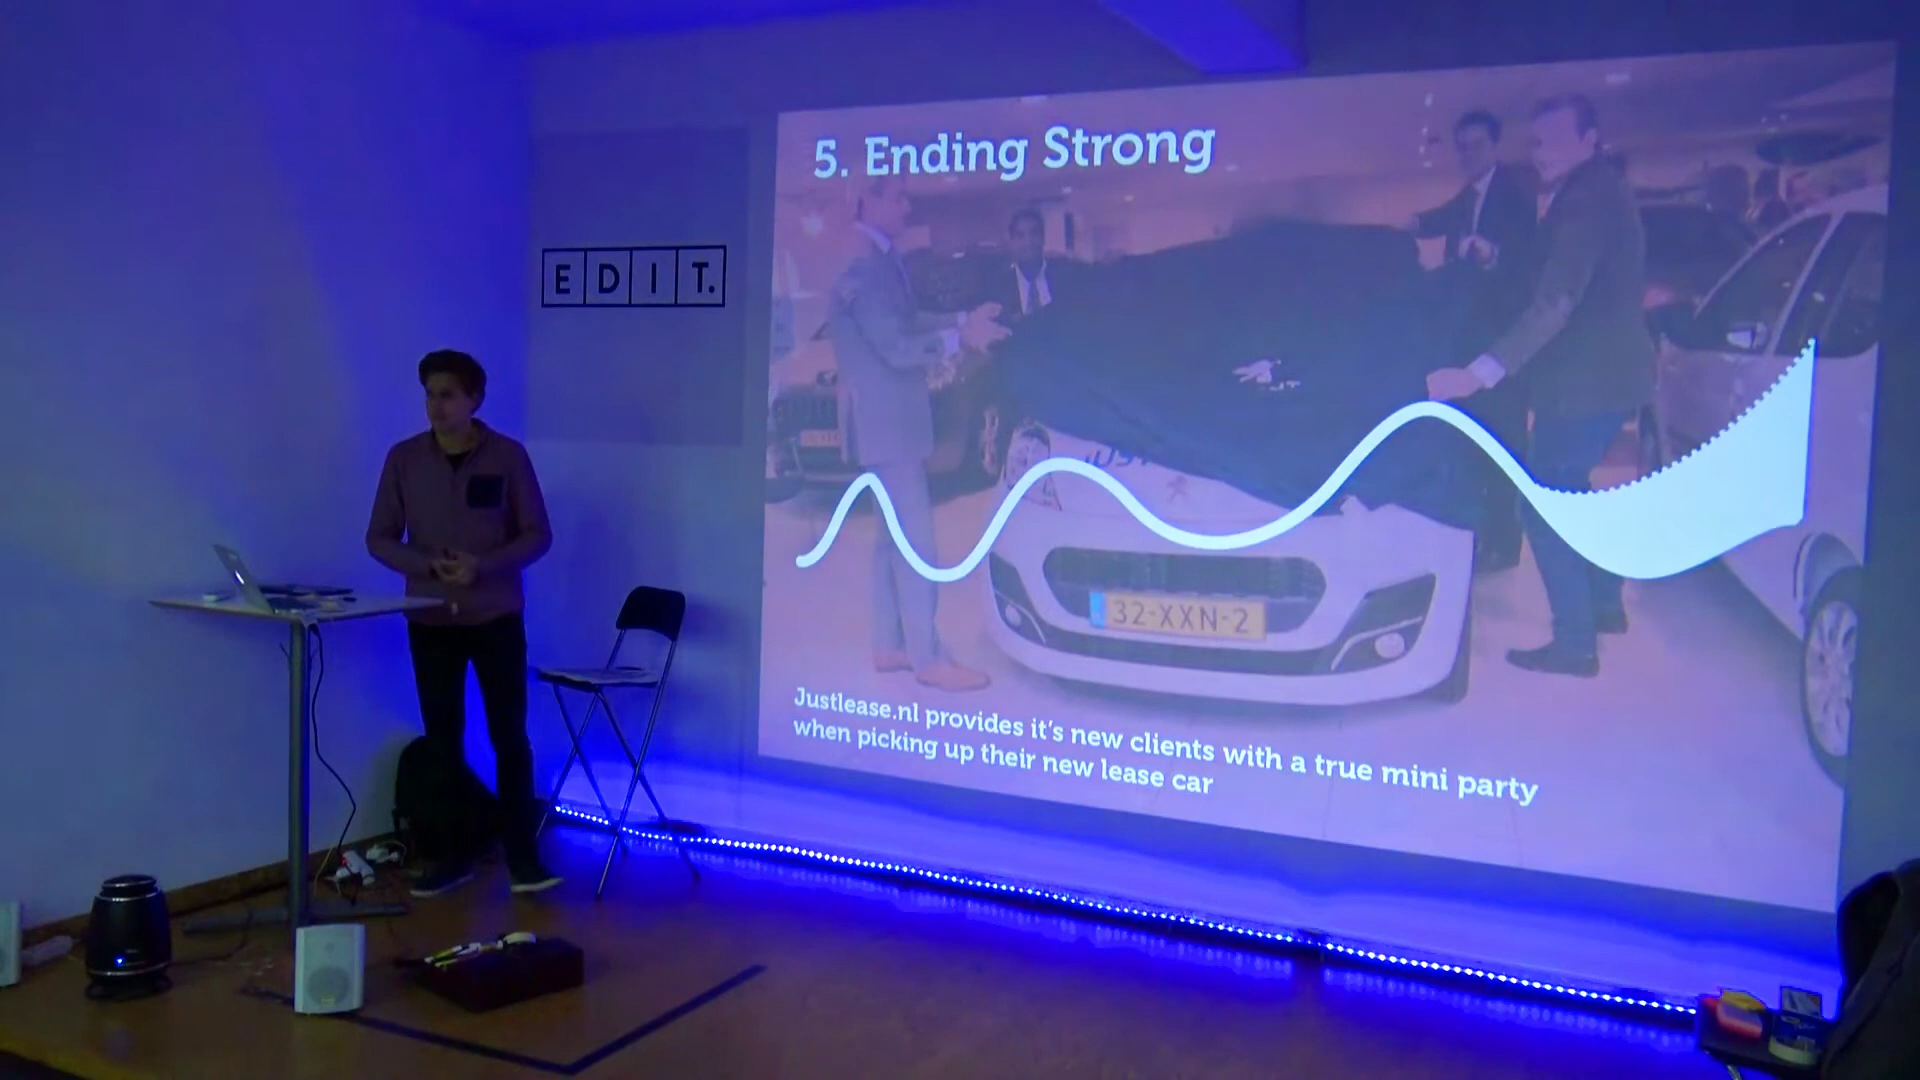 5. Ending Strong
EDIT.
32-XXN-2
Justlease.nl provides it's new clients with a true mini party
when picking up their new lease car